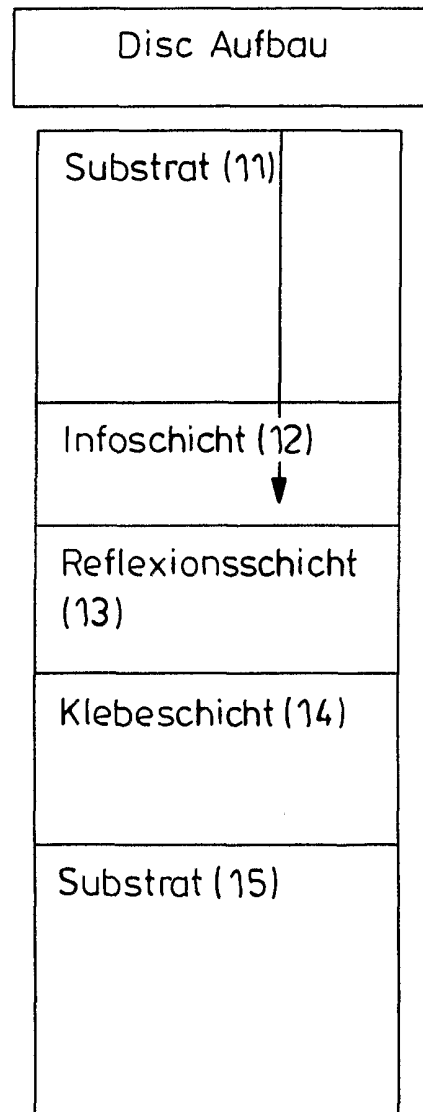 Disc Aufbau
Substrat (11)
Infoschicht (12)
Reflexionsschicht
(13)
Klebeschicht (14)
Substrat (15)